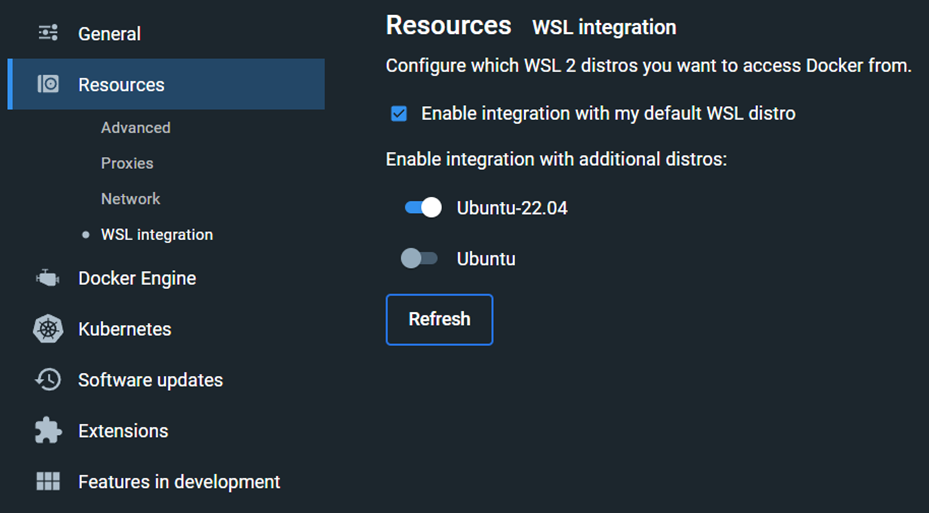 General
Resources
Advanced
Proxies
Network
WSL integration
Docker Engine
Kubernetes
Software updates
Extensions
Features in development
Resources WSL integration
Configure which WSL 2 distros you want to access Docker from.
Enable integration with my default WSL distro
Enable integration with additional distros:
Ubuntu-22.04
Ubuntu
Refresh